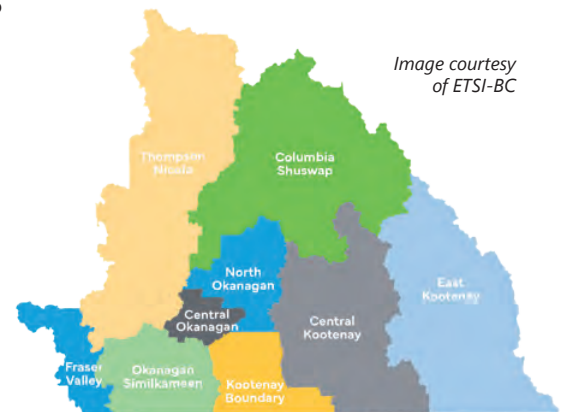 Image courtesy
of ETSI-BC
Thompson
Nicola
Columbia
Shuswap
North
Okanagan
East
Kootenay
Central
Okanagan
Central
Kootenay
Fraser
Valley
Okanagan
Similkameen
Kootenay
Boundary